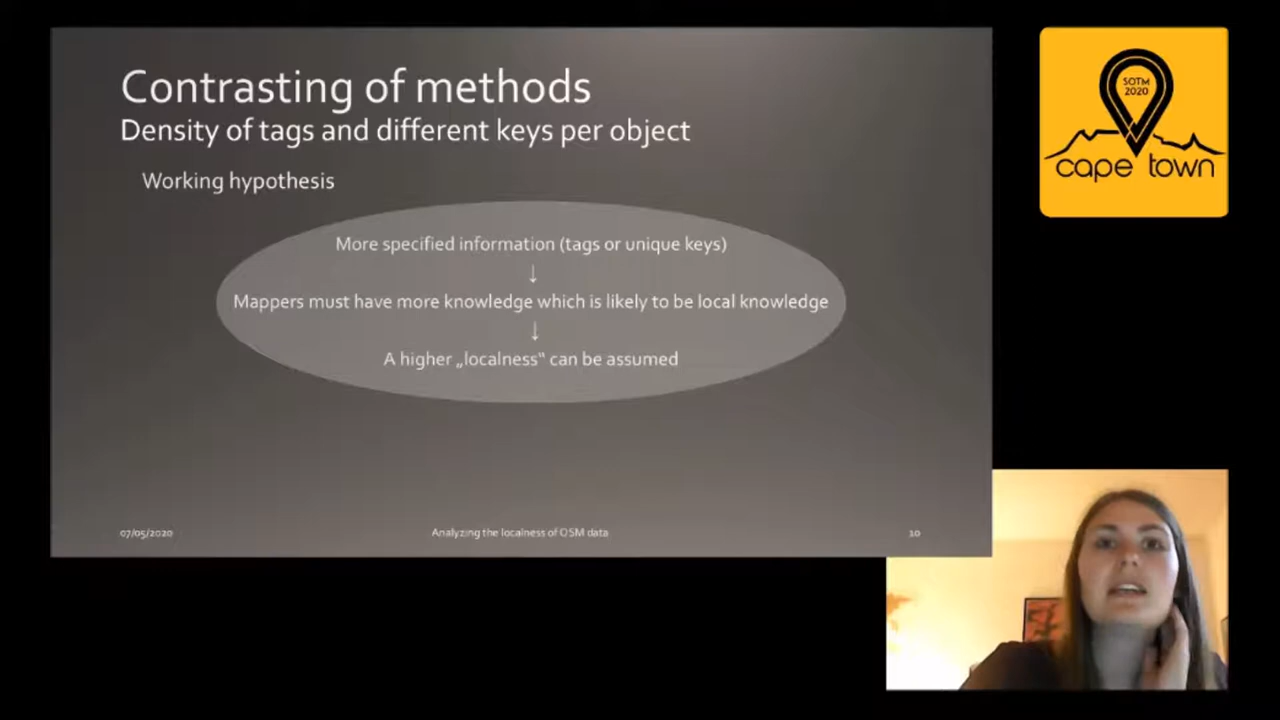 Contrasting of methods
Density of tags and different keys per object
Working hypothesis
More specified information (tags or unique keys)
↓
Mappers must have more knowledge which is likely to be local knowledge
↓
A higher „localness“ can be assumed
07/05/2020
Analyzing the localness of OSM data
10
SOTM
2020
cape town